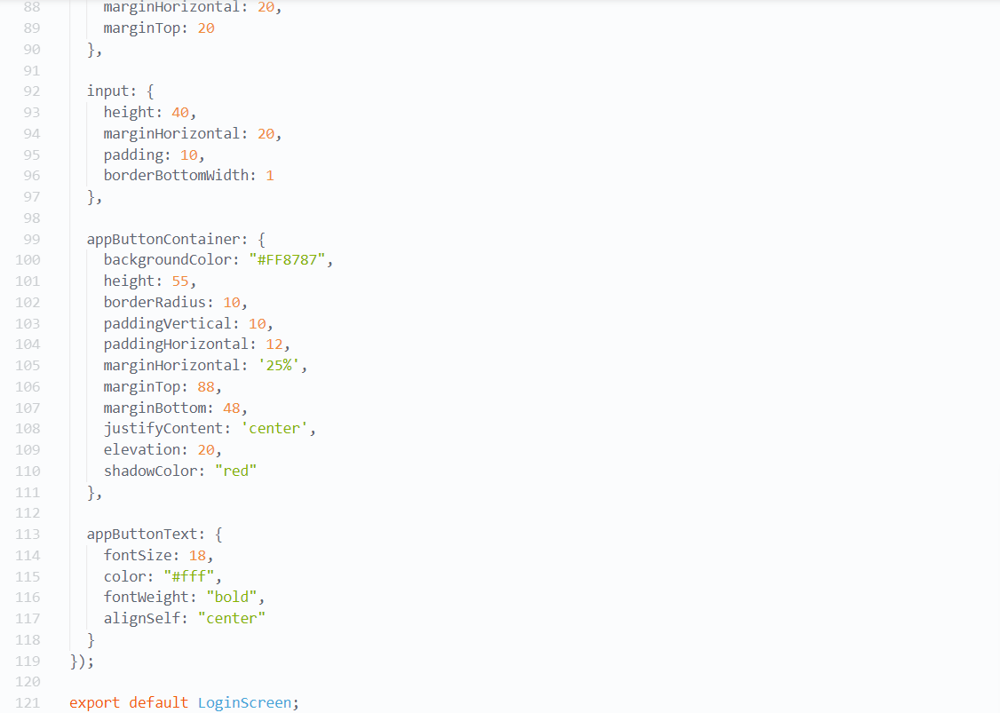 88 marginHorizontal: 20,
89 marginTop: 20
90 },
91
92 input: {
93 height: 40,
94 marginHorizontal: 20,
95 padding: 10,
96 borderBottomWidth: 1
97 },
98
99 appButtonContainer: {
100 backgroundColor: "#FF8787",
101 height: 55,
102 borderRadius: 10,
103 paddingVertical: 10,
104 paddingHorizontal: 12,
105 marginHorizontal: '25%',
106 marginTop: 88,
107 marginBottom: 48,
108 justifyContent: 'center',
109 elevation: 20,
110 shadowColor: "red"
111 },
112
113 appButtonText: {
114 fontSize: 18,
115 color: "#fff",
116 fontWeight: "bold",
117 alignSelf: "center"
118 }
119 });
120
121 export default LoginScreen;